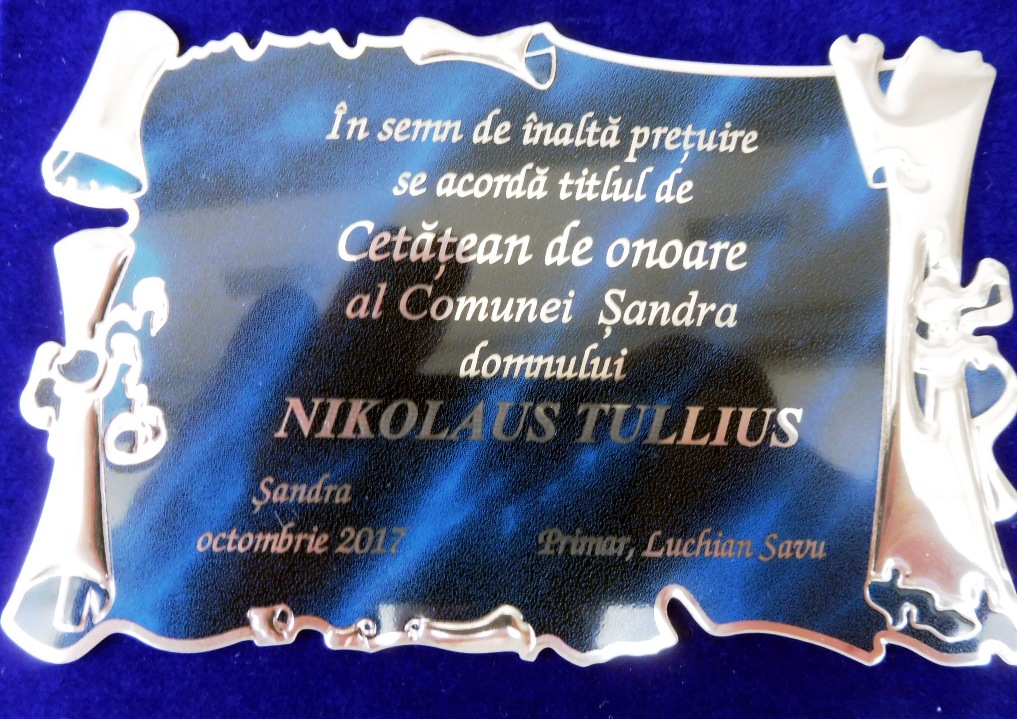 În semn de înaltă prețuire
se acordă titlul de
Cetățean de onoare
al Comunei Șandra
domnului
NIKOLAUS TULLIUS
Șandra
octombrie 2017
Primar, Luchian Savu